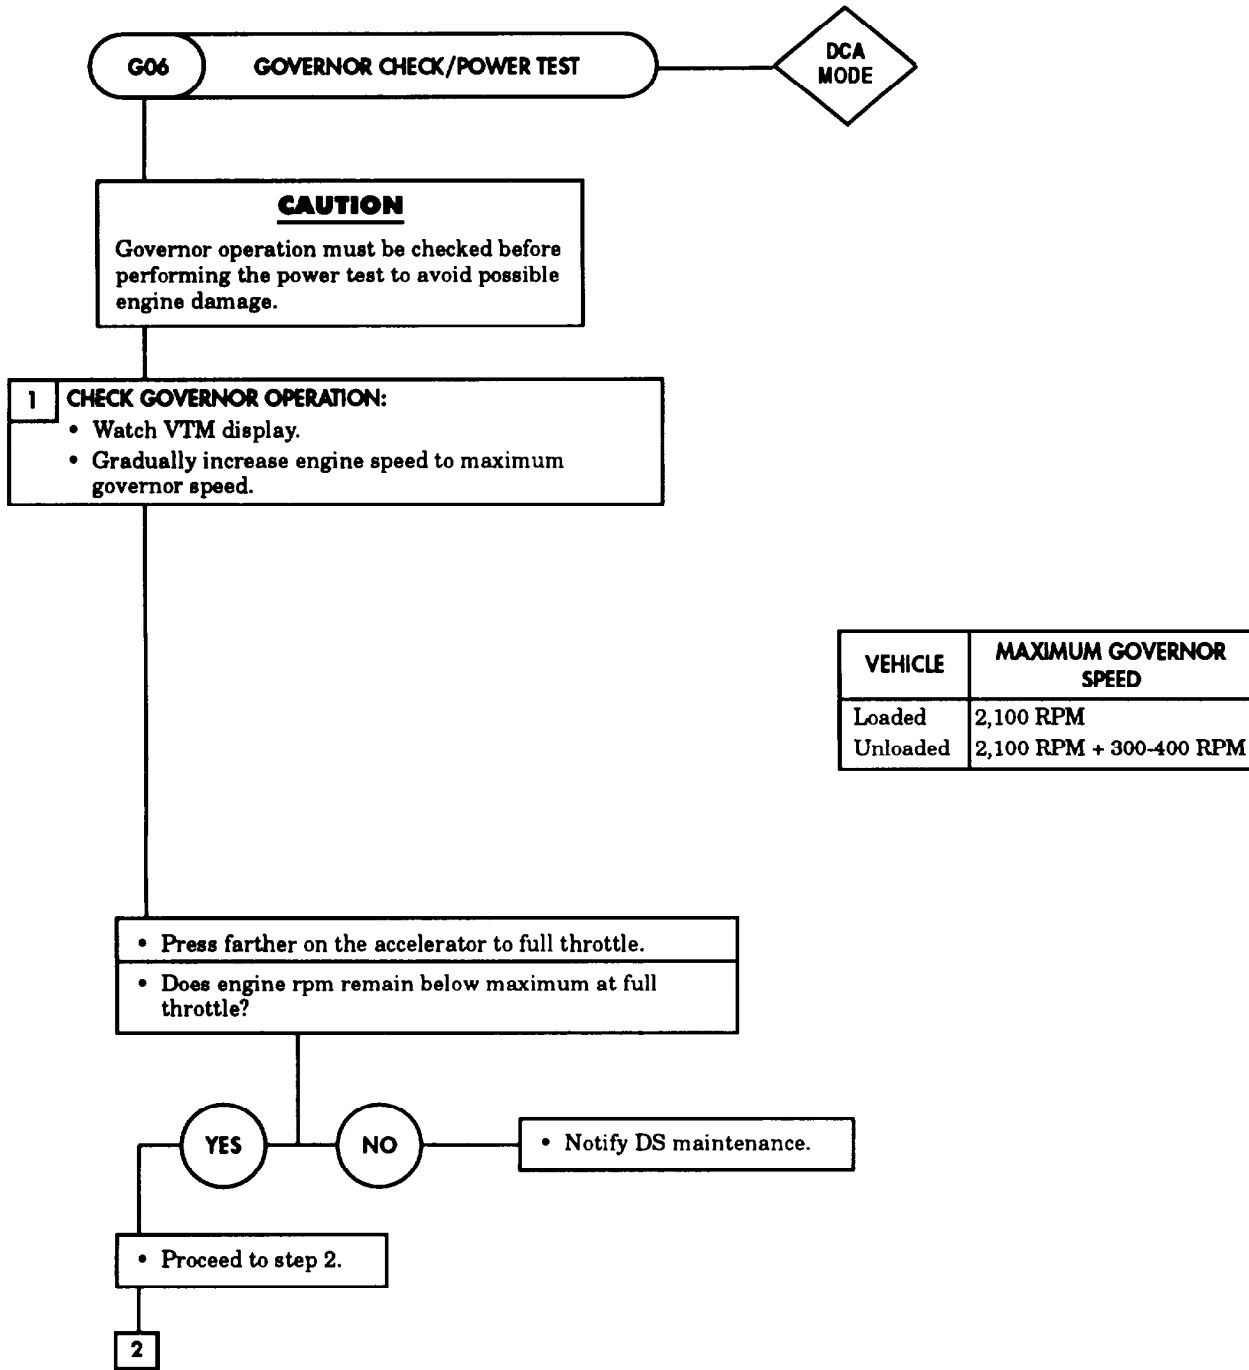 G06 GOVERNOR CHECK/POWER TEST
DCA
MODE
CAUTION
Governor operation must be checked before
performing the power test to avoid possible
engine damage.
1 CHECK GOVERNOR OPERATION:
• Watch VTM display.
• Gradually increase engine speed to maximum
governor speed.
VEHICLE
MAXIMUM GOVERNOR
SPEED
Loaded 2,100 RPM
Unloaded 2,100 RPM + 300-400 RPM
• Press farther on the accelerator to full throttle.
• Does engine rpm remain below maximum at full
throttle?
YES
NO
• Notify DS maintenance.
• Proceed to step 2.
2